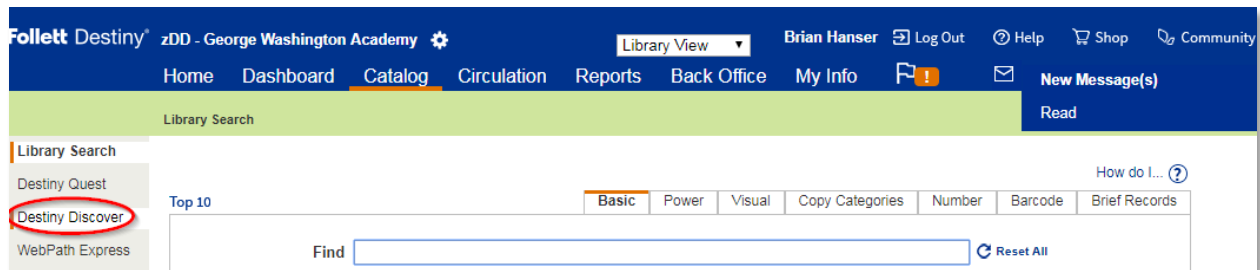 Follett Destiny® zDD - George Washington Academy Library View ▼ Brian Hanser Log Out Help Shop Community
Home Dashboard Catalog Circulation Reports Back Office My Info ! New Message(s)
Read
Library Search
Library Search
How do I... ?
Destiny Quest
Top 10 Basic Power Visual Copy Categories Number Barcode Brief Records
Destiny Discover
WebPath Express
Find Reset All